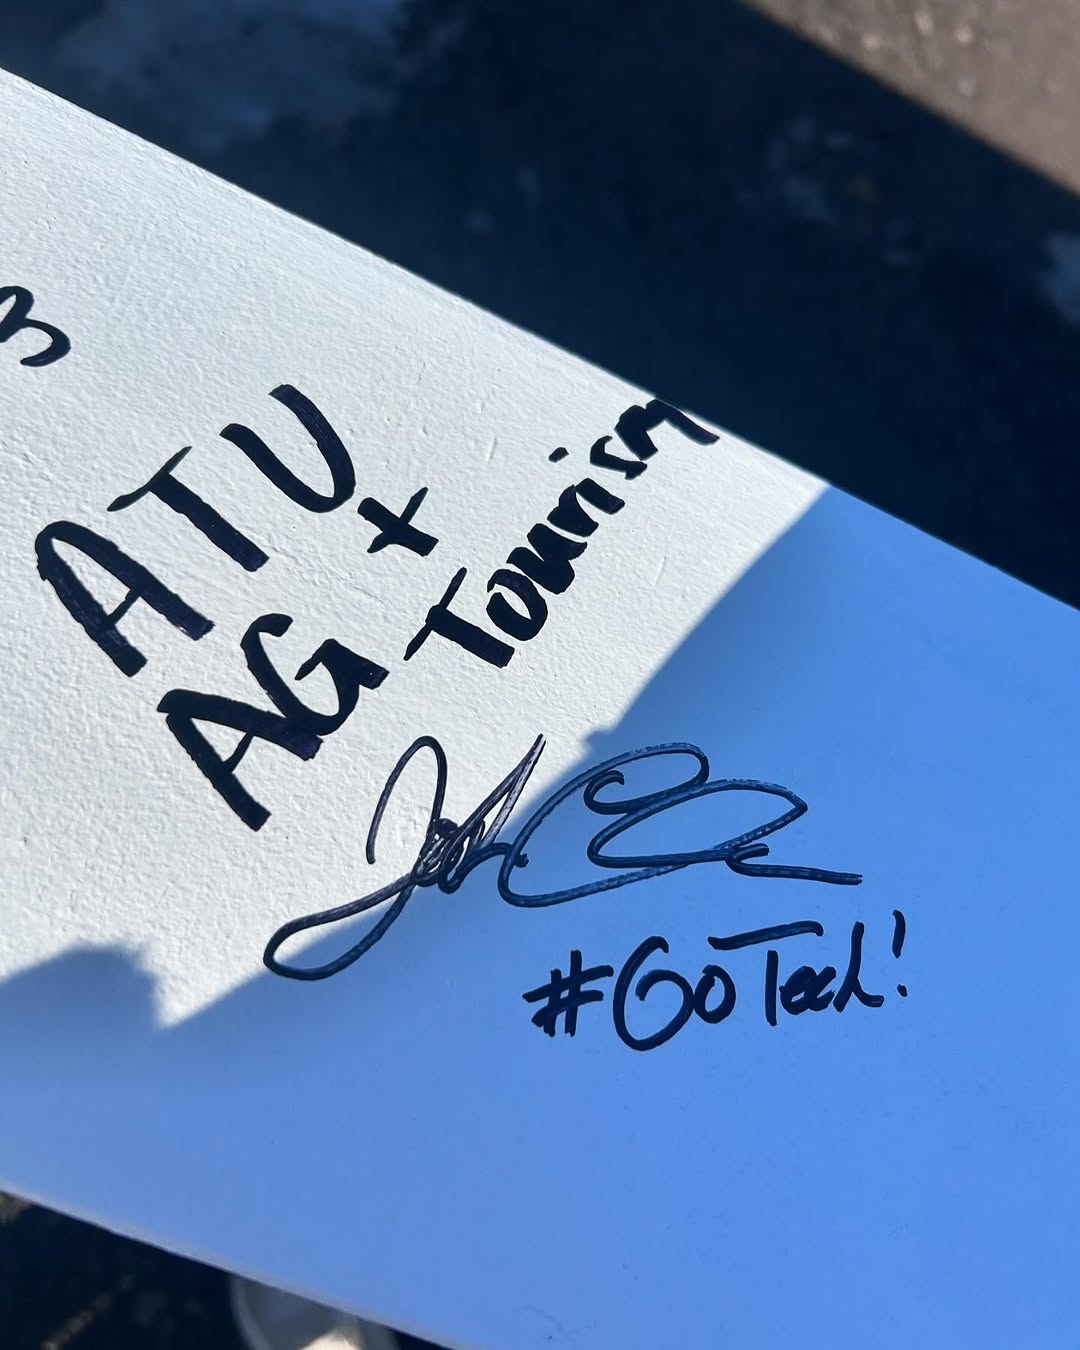 ATU
+
AG-Tourism
#GoTech!